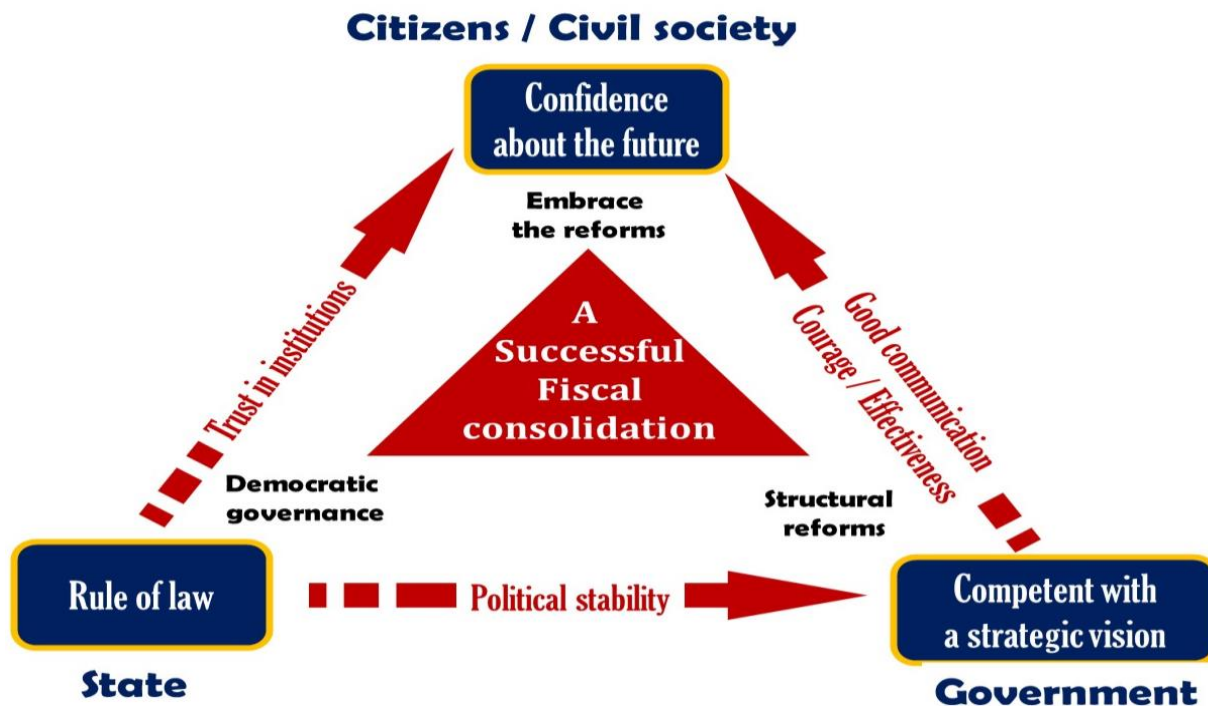 Citizens / Civil society
Confidence
about the future
Embrace
the reforms
Trust in institutions
Good communication
Courage / Effectiveness
A
Successful
Fiscal
consolidation
Democratic
governance
Structural
reforms
Rule of law
Political stability
Competent with
a strategic vision
State
Government